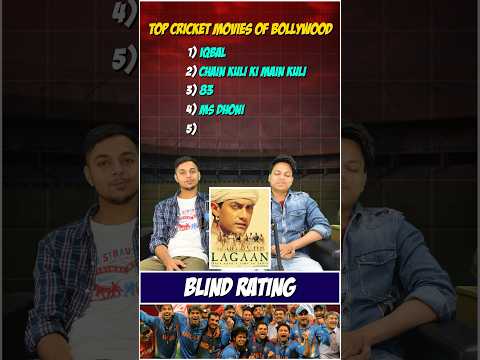 TOP CRICKET MOVIES OF BOLLYWOOD
1) IQBAL
2) CHAIN KULI KI MAIN KULI
3) 83
4) MS DHONI
5)
LAGAAN
BLIND RATING